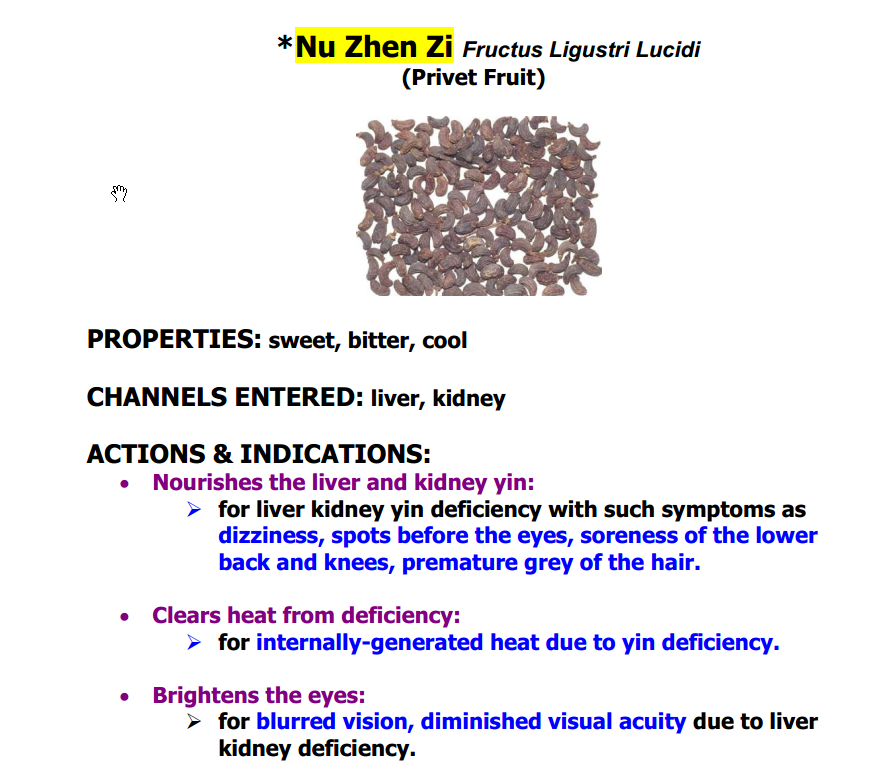 *Nu Zhen Zi Fructus Ligustri Lucidi
(Privet Fruit)
PROPERTIES: sweet, bitter, cool
CHANNELS ENTERED: liver, kidney
ACTIONS & INDICATIONS:
• Nourishes the liver and kidney yin:
➢ for liver kidney yin deficiency with such symptoms as
dizziness, spots before the eyes, soreness of the lower
back and knees, premature grey of the hair.
• Clears heat from deficiency:
➢ for internally-generated heat due to yin deficiency.
• Brightens the eyes:
➢ for blurred vision, diminished visual acuity due to liver
kidney deficiency.